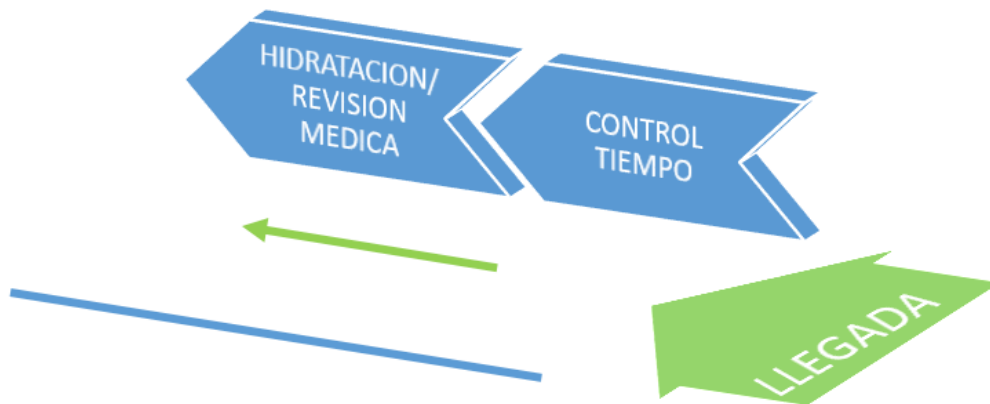 HIDRATACION/
REVISION
MEDICA
CONTROL
TIEMPO
LLEGADA